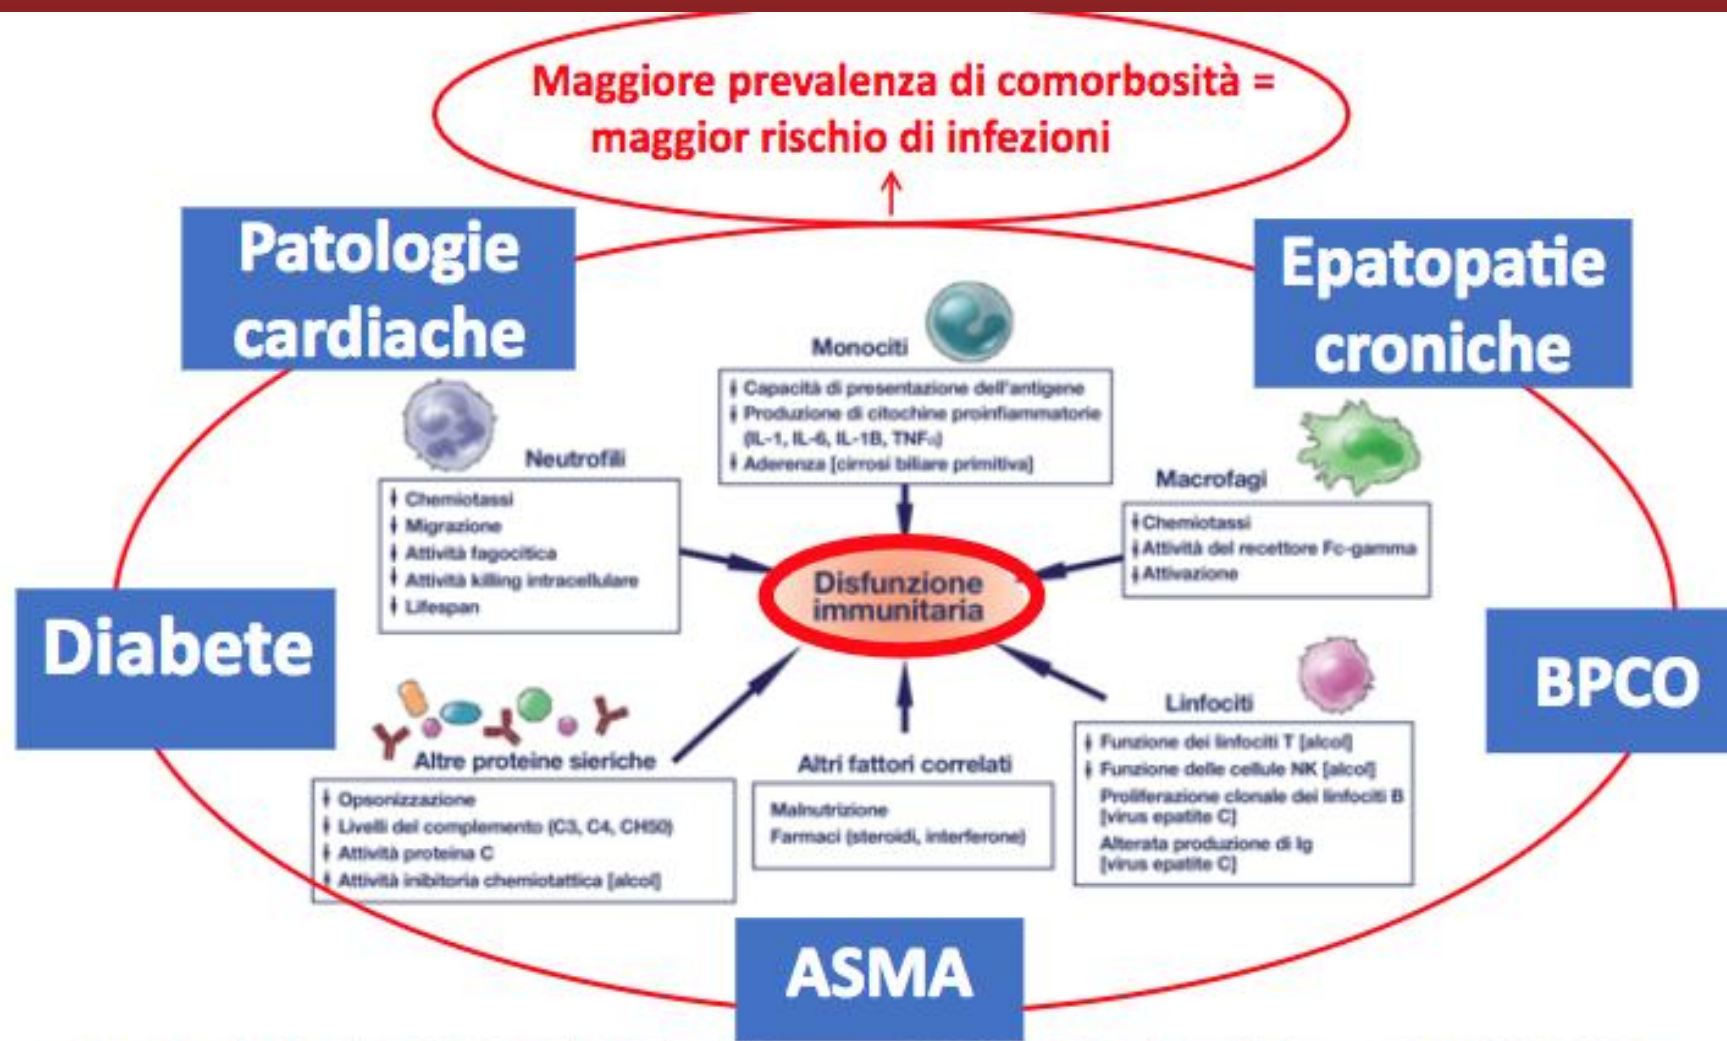 Maggiore prevalenza di comorbosità =
maggior rischio di infezioni
Patologie
cardiache
Epatopatie
croniche
Monociti
Capacità di presentazione dell'antigene
Produzione di citochine proinfiammatorie
(IL-1, IL-6, IL-1B, TNFα)
Aderenza [cirrosi biliare primitiva]
Neutrofili
Chemiotassi
Migrazione
Attività fagocitica
Attività killing intracellulare
Lifespan
Macrofagi
Chemiotassi
Attività del recettore Fc-gamma
Attivazione
Disfunzione
immunitaria
Diabete
BPCO
Altre proteine sieriche
Opsonizzazione
Livelli del complemento (C3, C4, CH50)
Attività proteina C
Attività inibitoria chemiotattica [alcol]
Altri fattori correlati
Malnutrizione
Farmaci (steroidi, interferone)
Linfociti
Funzione dei linfociti T [alcol]
Funzione delle cellule NK [alcol]
Proliferazione clonale dei linfociti B
[virus epatite C]
Alterata produzione di Ig
[virus epatite C]
ASMA